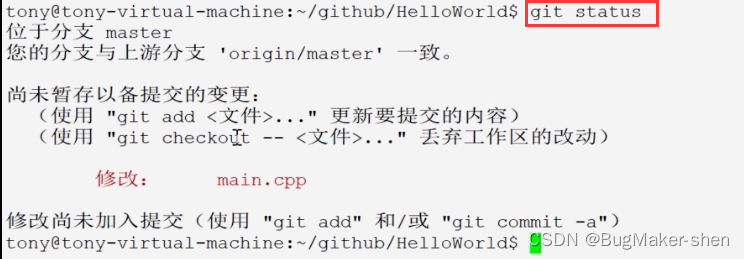 tony@tony-virtual-machine:~/github/HelloWorld$ git status
位于分支 master
您的分支与上游分支 'origin/master' 一致。
尚未暂存以备提交的变更：
（使用 "git add <文件>..." 更新要提交的内容）
（使用 "git checkout -- <文件>..." 丢弃工作区的改动）
修改： main.cpp
修改尚未加入提交（使用 "git add" 和/或 "git commit -a"）
tony@tony-virtual-machine:~/github/HelloWorld$
CSDN @BugMaker-shen